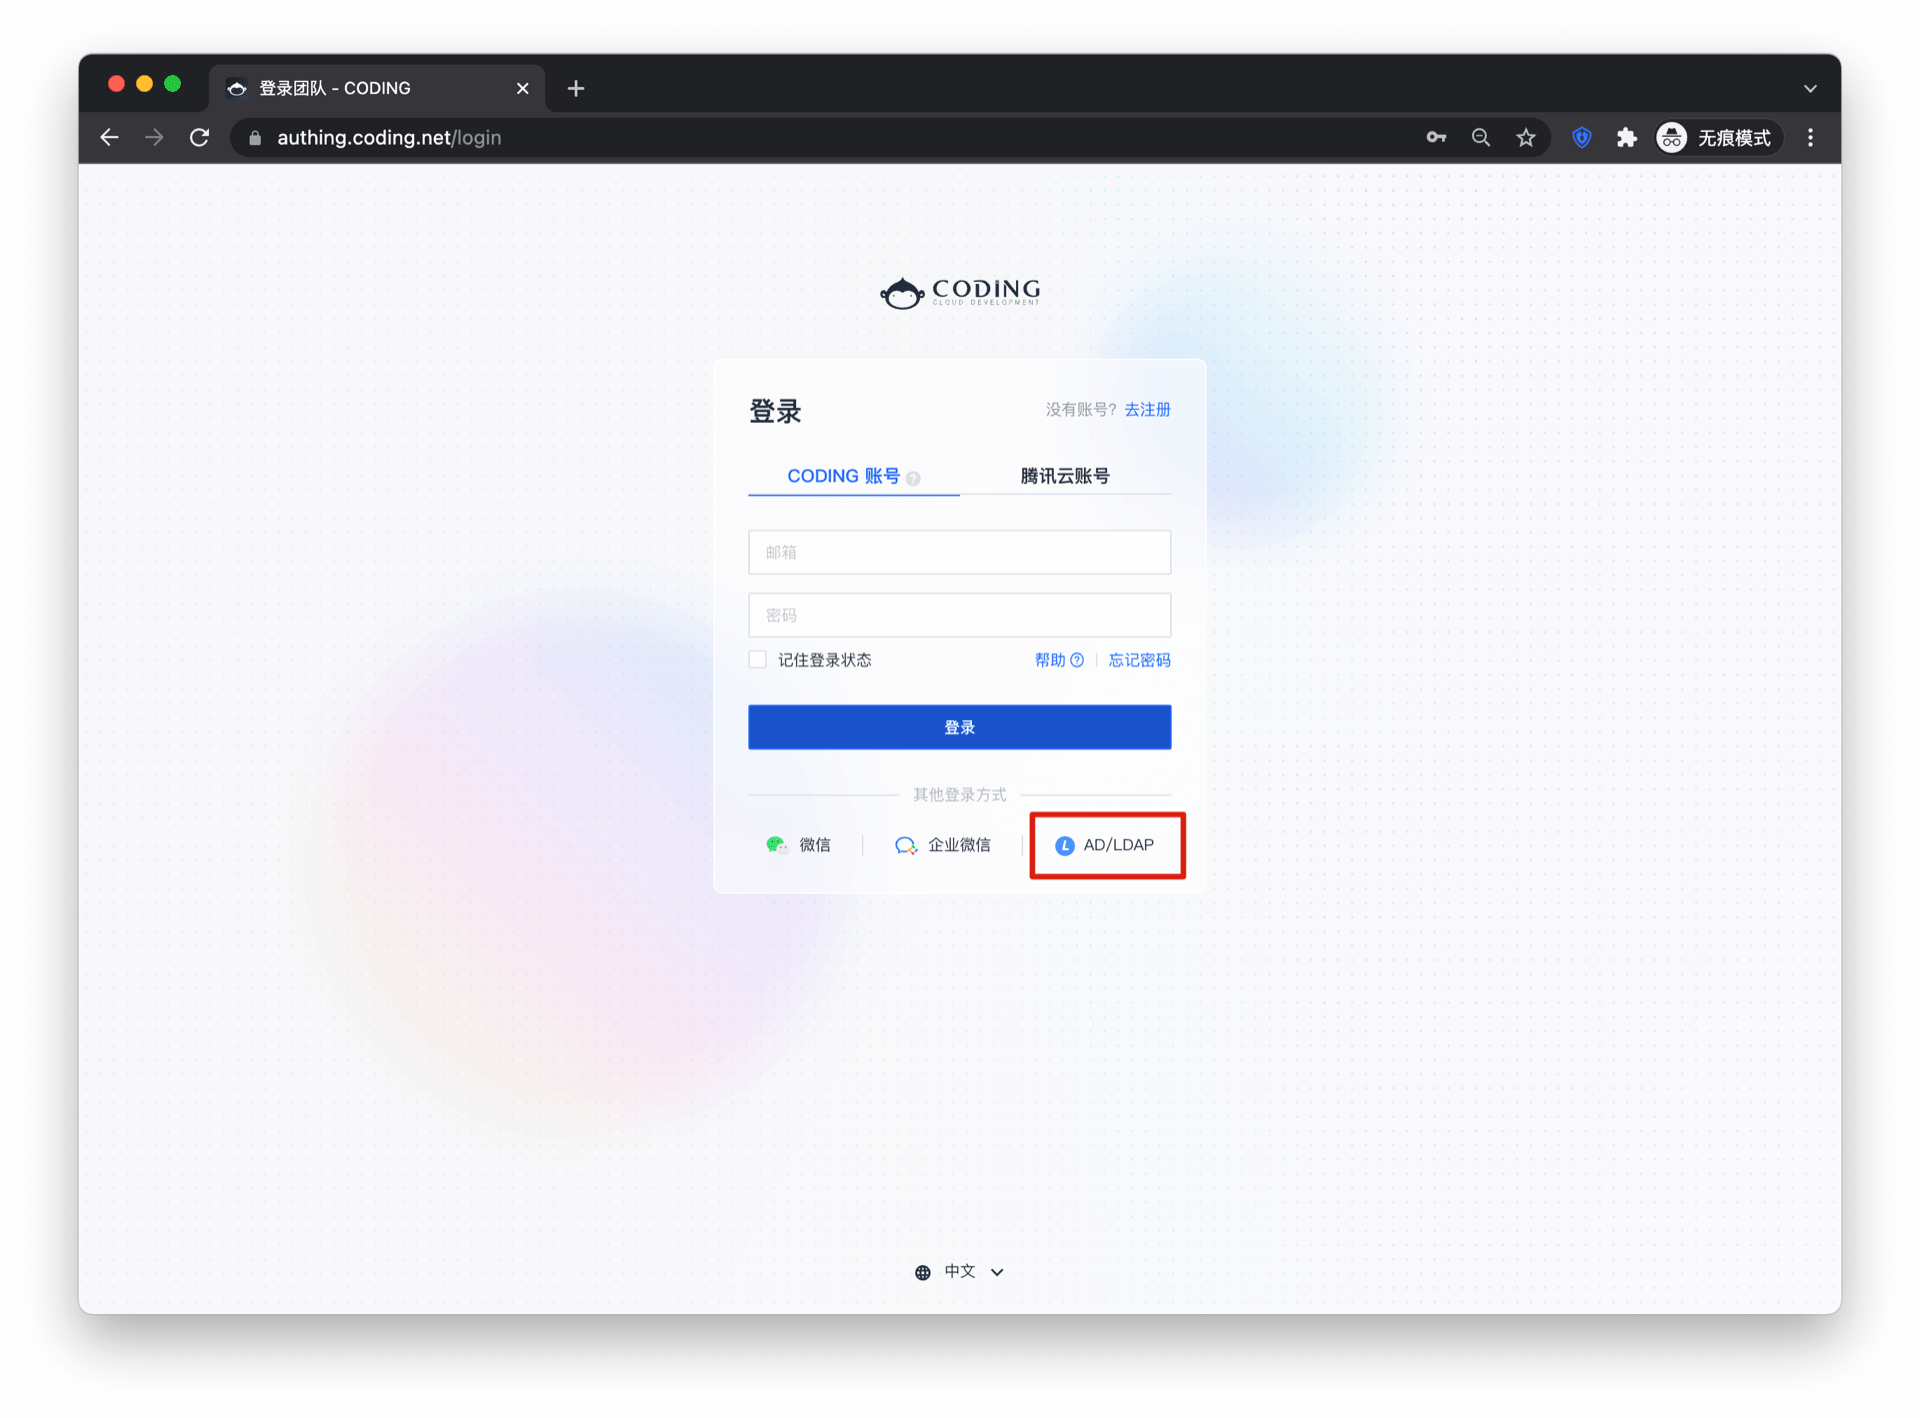 登录团队 - CODING
authing.coding.net/login
无痕模式
CODING
CLOUD DEVELOPMENT
登录
没有账号? 去注册
CODING 账号 ?
腾讯云账号
邮箱
密码
记住登录状态
帮助 ? | 忘记密码
登录
其他登录方式
微信
企业微信
L AD/LDAP
中文